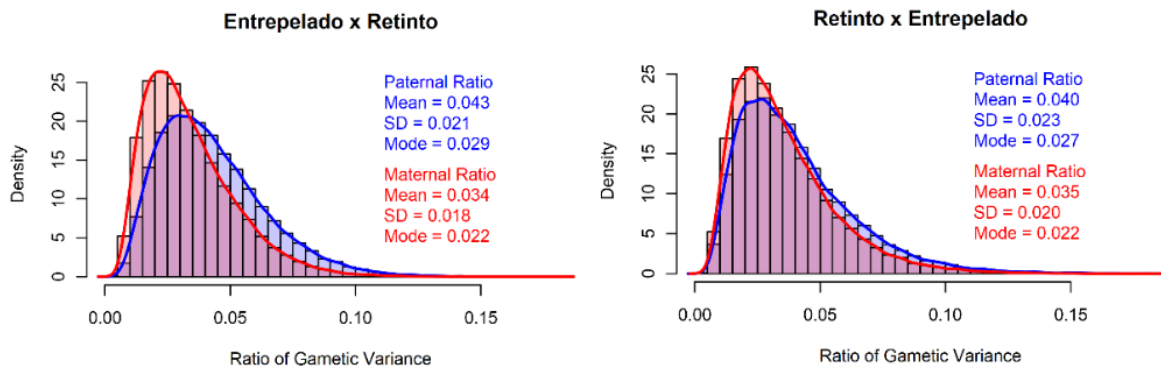 Entrepelado x Retinto
Paternal Ratio
Mean = 0.043
SD = 0.021
Mode = 0.029
Maternal Ratio
Mean = 0.034
SD = 0.018
Mode = 0.022
Density
25
20
15
10
5
0
0.00 0.05 0.10 0.15
Ratio of Gametic Variance
Retinto x Entrepelado
Paternal Ratio
Mean = 0.040
SD = 0.023
Mode = 0.027
Maternal Ratio
Mean = 0.035
SD = 0.020
Mode = 0.022
Density
25
20
15
10
5
0
0.00 0.05 0.10 0.15
Ratio of Gametic Variance